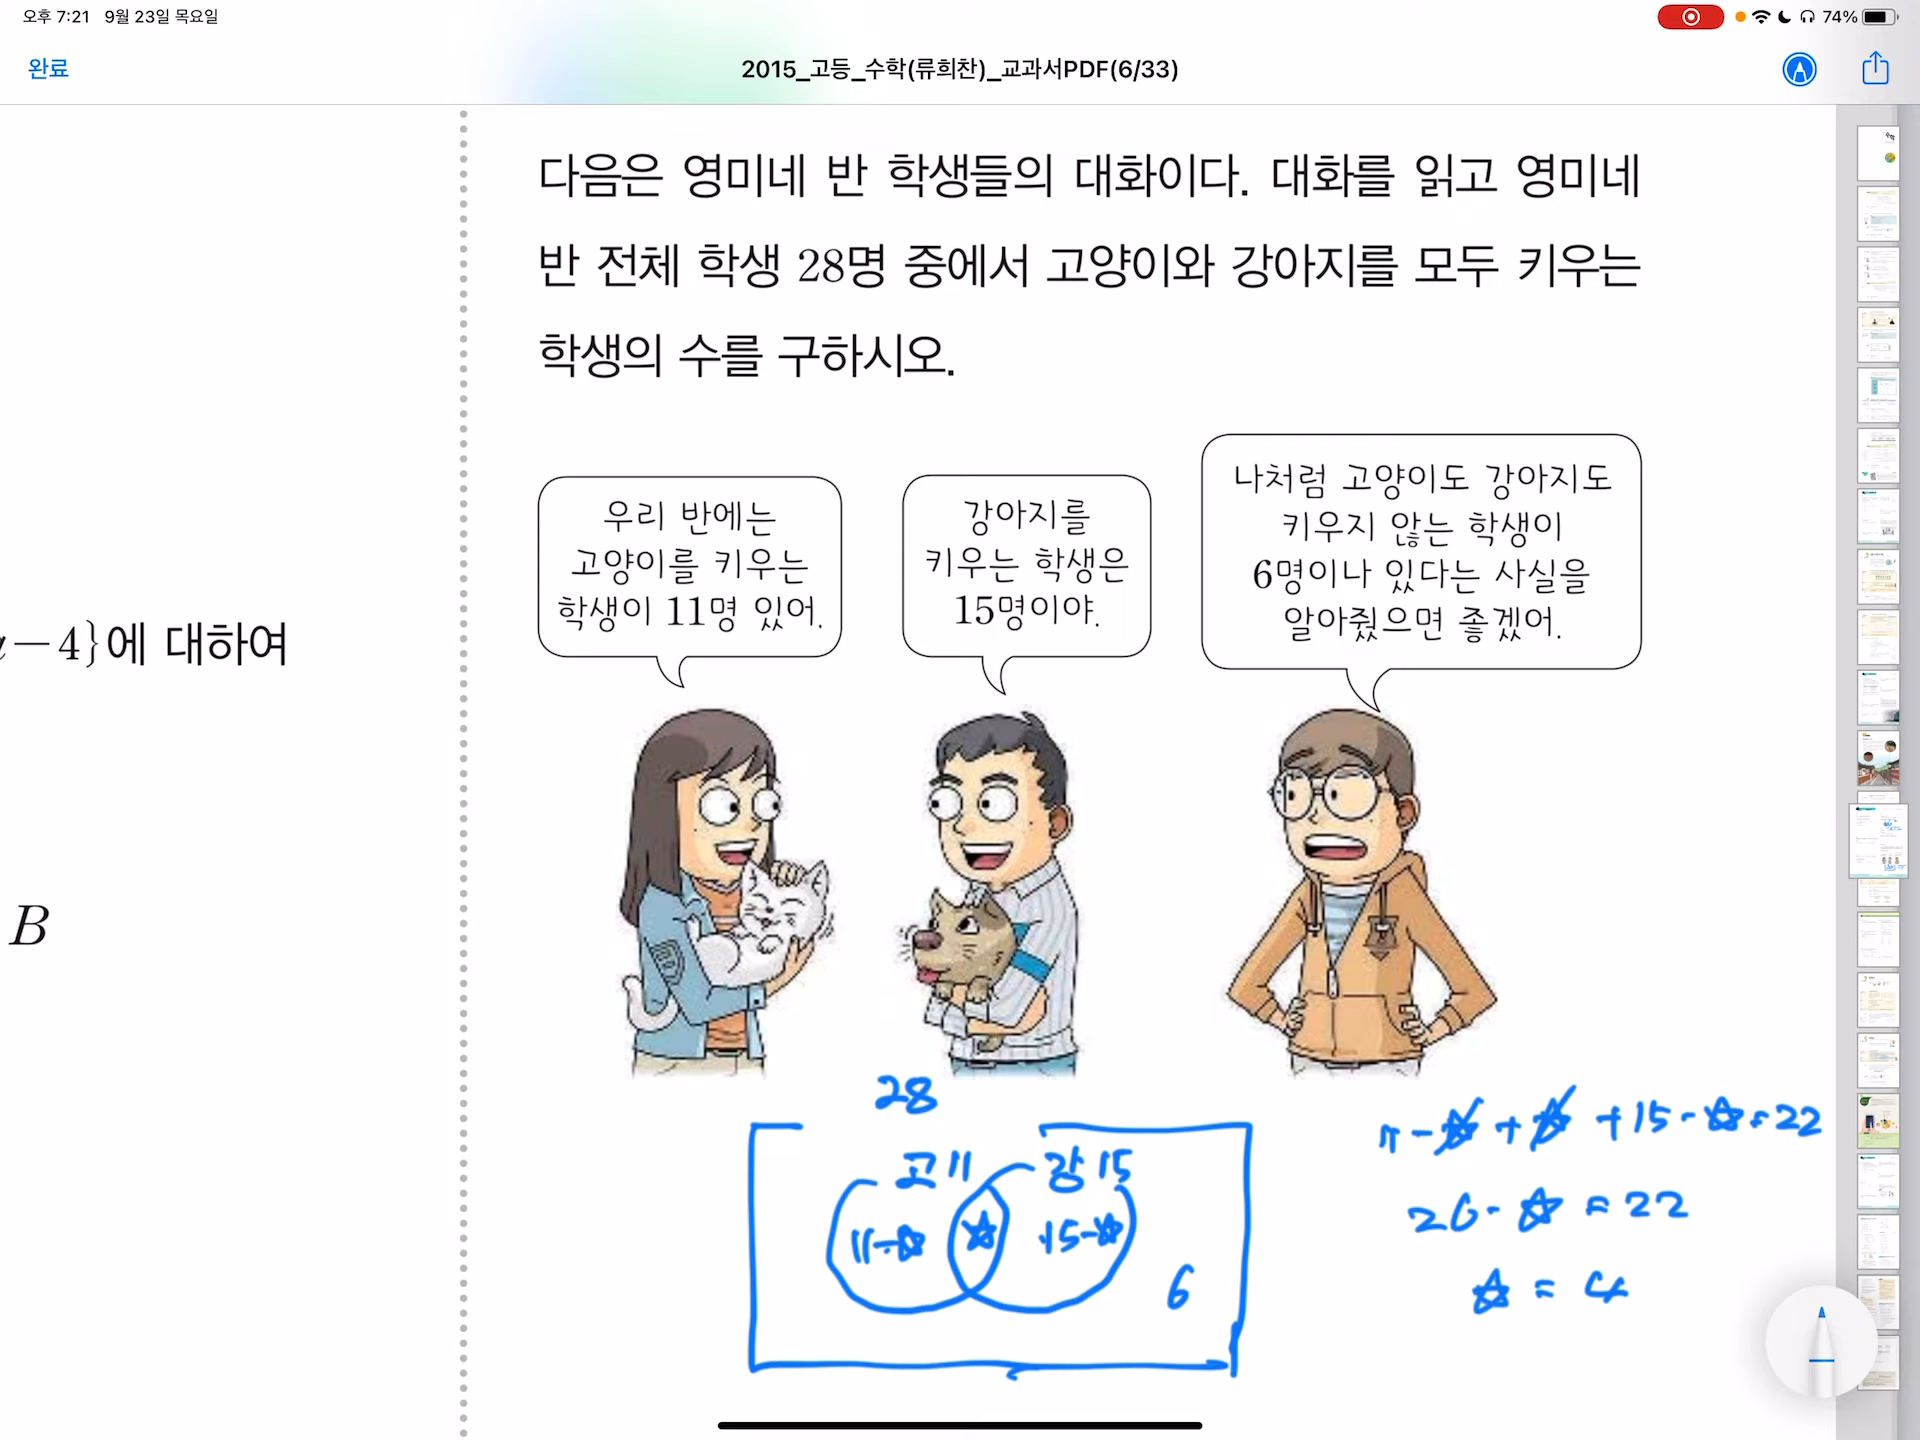 오후 7:21 9월 23일 목요일
74%
완료
2015_고등_수학(류희찬)_교과서PDF(6/33)
다음은 영미네 반 학생들의 대화이다. 대화를 읽고 영미네
반 전체 학생 28명 중에서 고양이와 강아지를 모두 키우는
학생의 수를 구하시오.
우리 반에는
고양이를 키우는
학생이 11명 있어.
강아지를
키우는 학생은
15명이야.
나처럼 고양이도 강아지도
키우지 않는 학생이
6명이나 있다는 사실을
알아줬으면 좋겠어.
-4}에 대하여
B
28
고 11
강 15
11-☆
☆
15-☆
6
11-☆+☆+15-☆=22
26-☆=22
☆=4